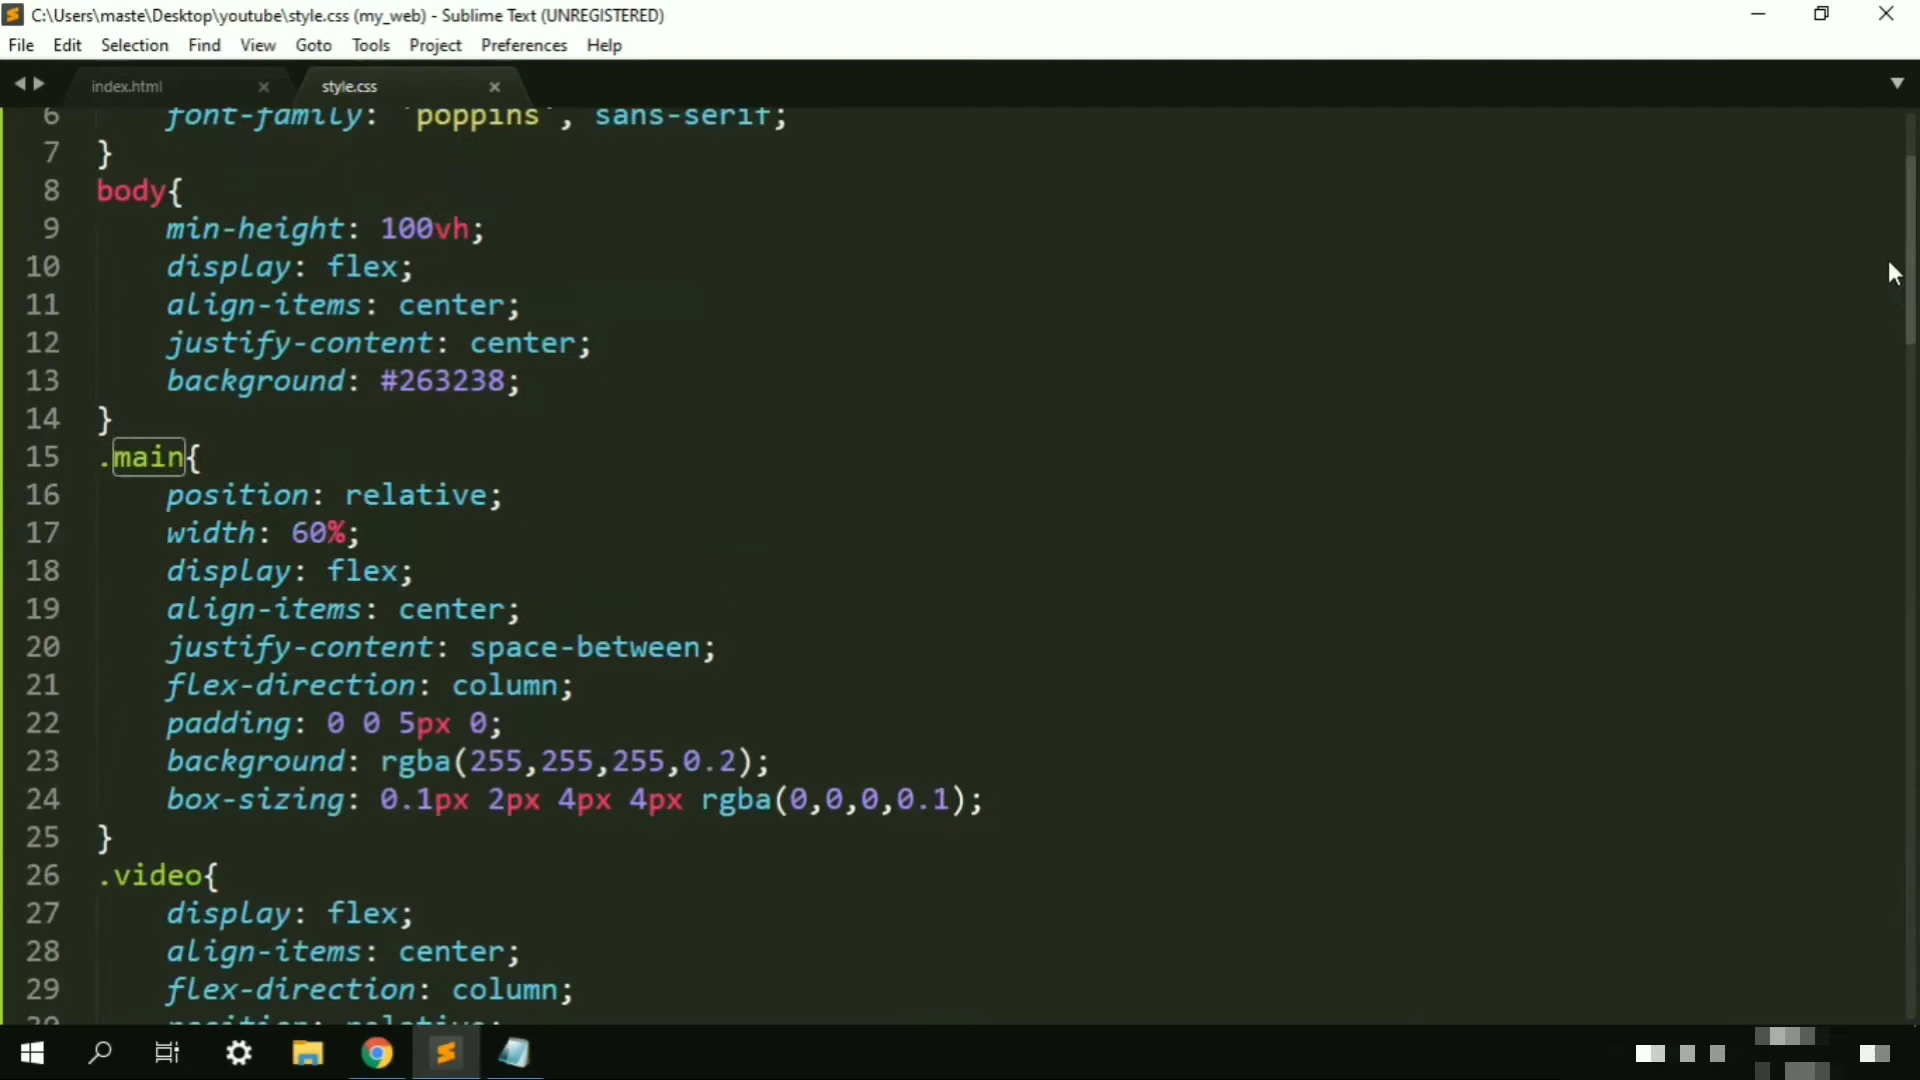 C:\Users\maste\Desktop\youtube\style.css (my_web) - Sublime Text (UNREGISTERED)
File Edit Selection Find View Goto Tools Project Preferences Help
index.html style.css
6 font-family: 'poppins', sans-serif;
7 }
8 body{
9 min-height: 100vh;
10 display: flex;
11 align-items: center;
12 justify-content: center;
13 background: #263238;
14 }
15 .main{
16 position: relative;
17 width: 60%;
18 display: flex;
19 align-items: center;
20 justify-content: space-between;
21 flex-direction: column;
22 padding: 0 0 5px 0;
23 background: rgba(255,255,255,0.2);
24 box-sizing: 0.1px 2px 4px 4px rgba(0,0,0,0.1);
25 }
26 .video{
27 display: flex;
28 align-items: center;
29 flex-direction: column;
30 position: relative;